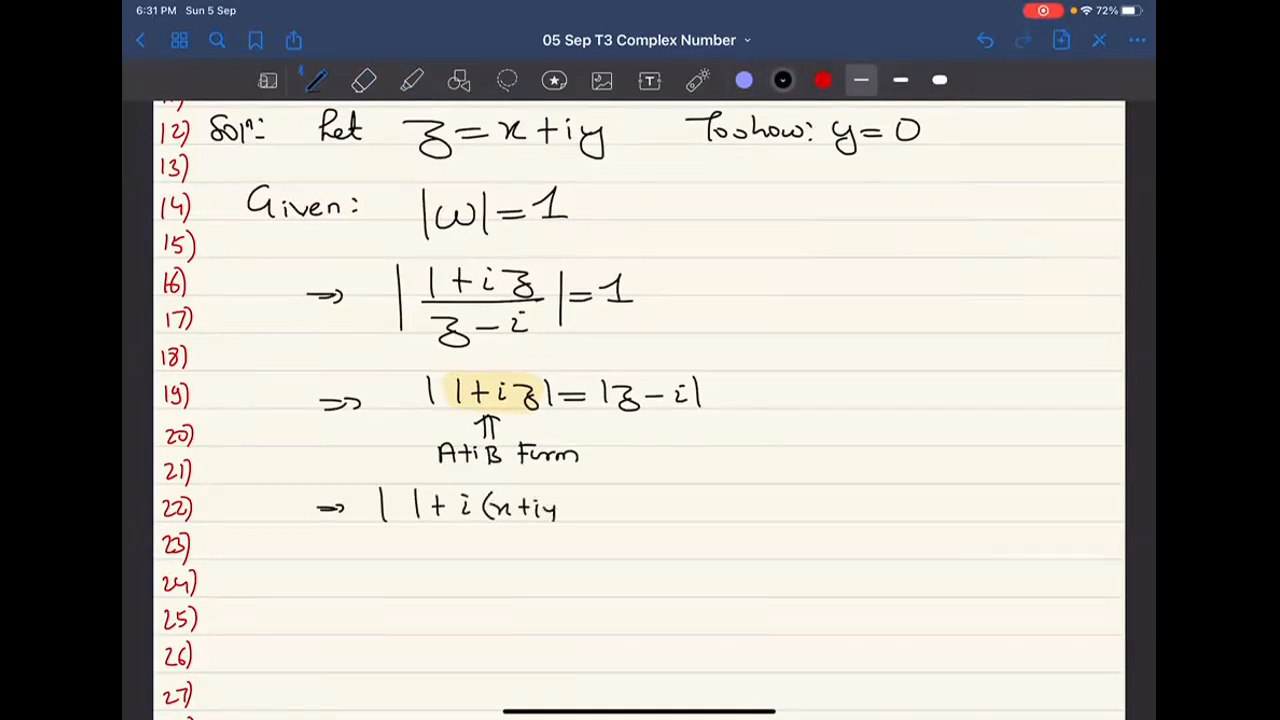 6:31 PM Sun 5 Sep 72%
05 Sep T3 Complex Number
12) Solⁿ: Let z = x + iy To show: y = 0
13)
14) Given: |ω| = 1
15)
16) ⇒ |(1 + iz)/(z - i)| = 1
17)
18)
19) ⇒ |1 + iz| = |z - i|
20) ⇑
A+iB Form
21)
22) ⇒ | 1 + i(x+iy
23)
24)
25)
26)
27)